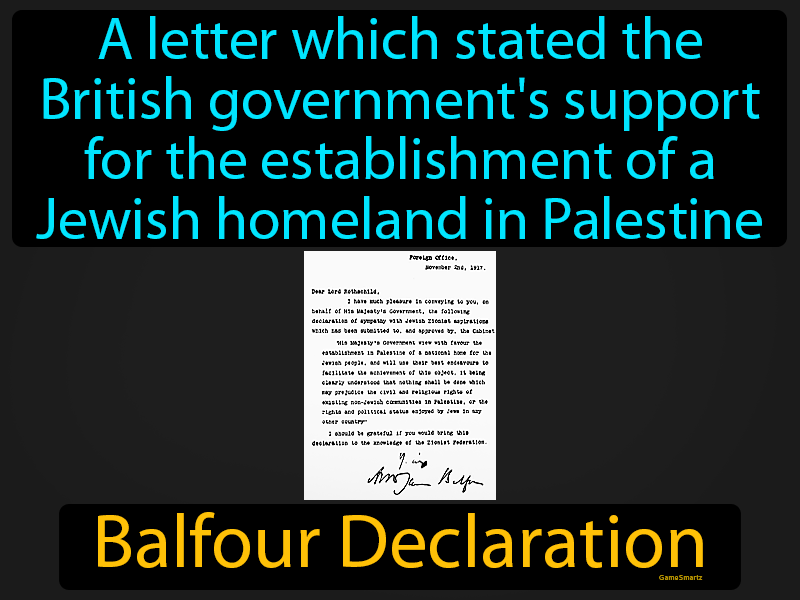 A letter which stated the
British government's support
for the establishment of a
Jewish homeland in Palestine
Foreign Office,
November 2nd, 1917.
Dear Lord Rothschild,
I have much pleasure in conveying to you, on
behalf of His Majesty's Government, the following
declaration of sympathy with Jewish Zionist aspirations
which has been submitted to, and approved by, the Cabinet
"His Majesty's Government view with favour the
establishment in Palestine of a national home for the
Jewish people, and will use their best endeavours to
facilitate the achievement of this object, it being
clearly understood that nothing shall be done which
may prejudice the civil and religious rights of
existing non-Jewish communities in Palestine, or the
rights and political status enjoyed by Jews in any
other country"
I should be grateful if you would bring this
declaration to the knowledge of the Zionist Federation.
Balfour Declaration
GameSmartz